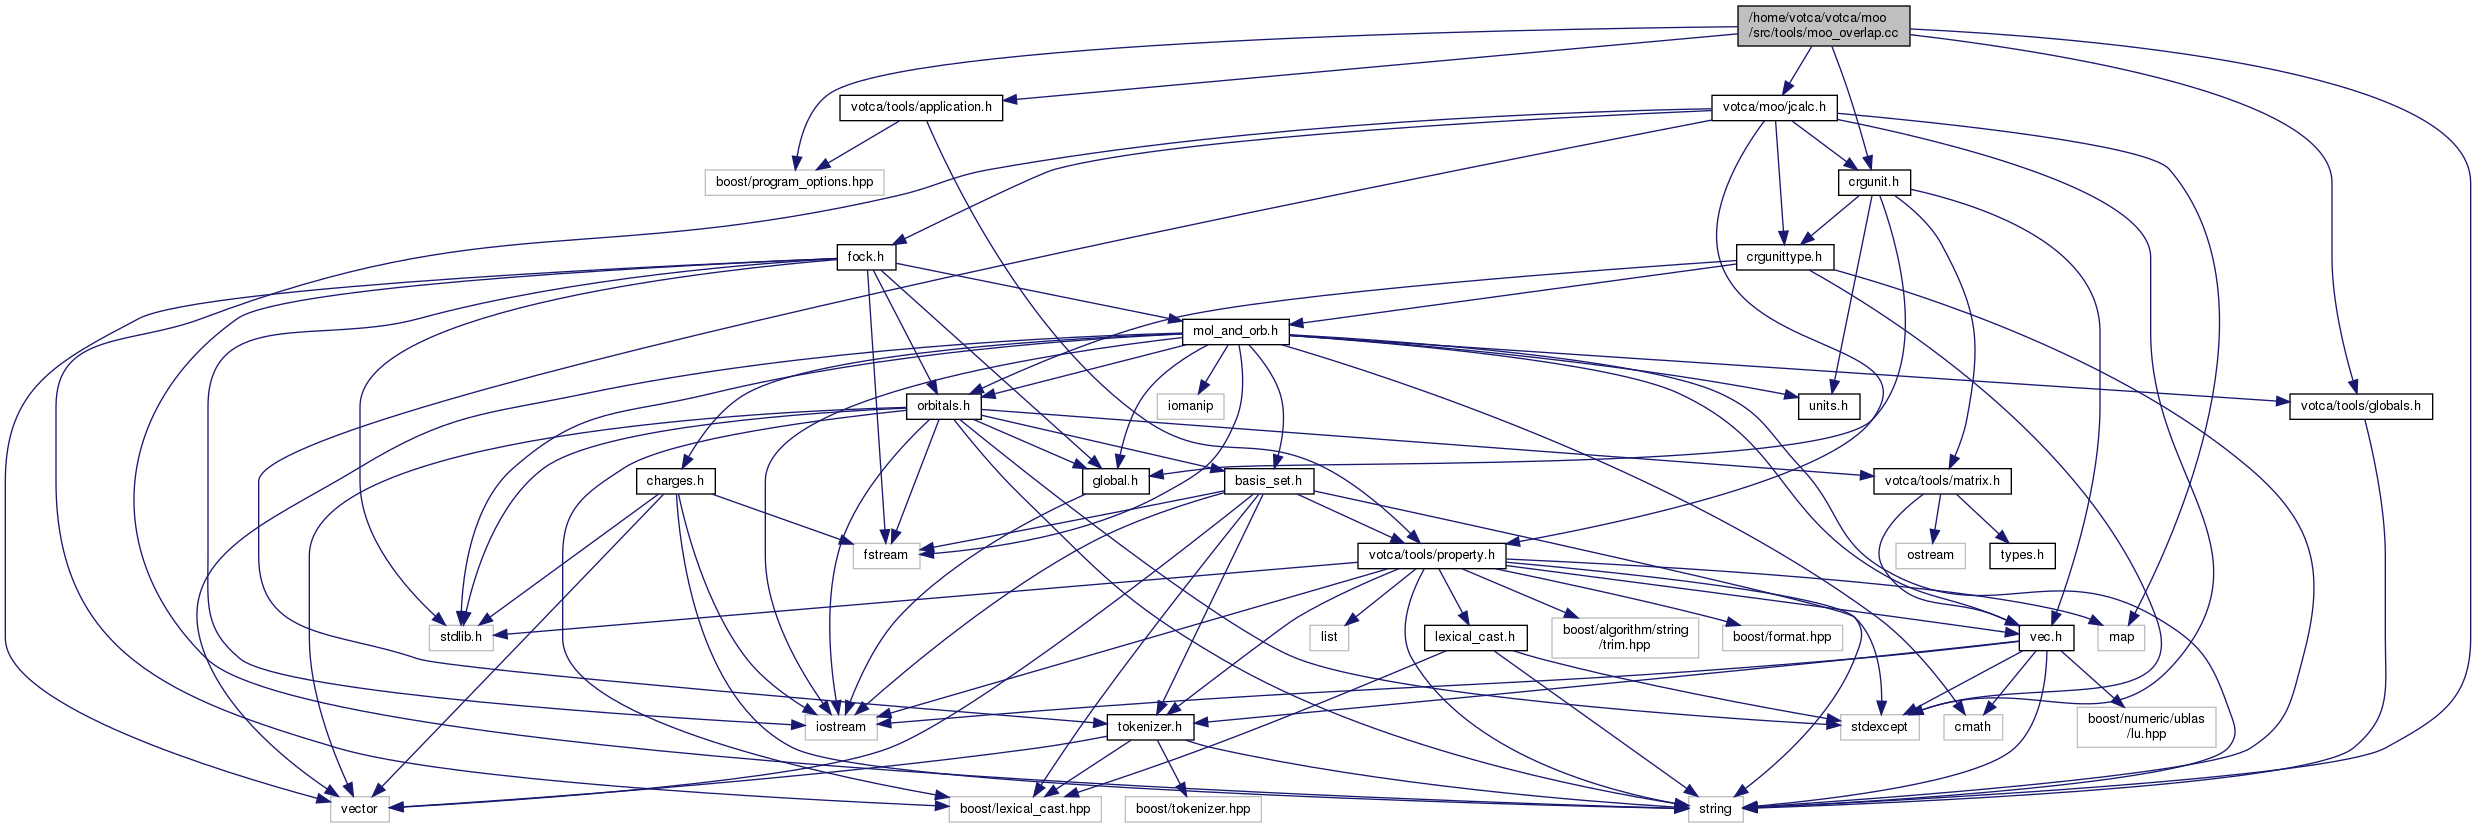 /home/votca/votca/moo
/src/tools/moo_overlap.cc
votca/tools/application.h
votca/moo/jcalc.h
boost/program_options.hpp
crgunit.h
fock.h
crgunittype.h
mol_and_orb.h
orbitals.h
iomanip
units.h
votca/tools/globals.h
charges.h
global.h
basis_set.h
votca/tools/matrix.h
fstream
votca/tools/property.h
ostream
types.h
stdlib.h
list
lexical_cast.h
boost/algorithm/string
/trim.hpp
boost/format.hpp
vec.h
map
iostream
tokenizer.h
stdexcept
cmath
boost/numeric/ublas
/lu.hpp
vector
boost/lexical_cast.hpp
boost/tokenizer.hpp
string